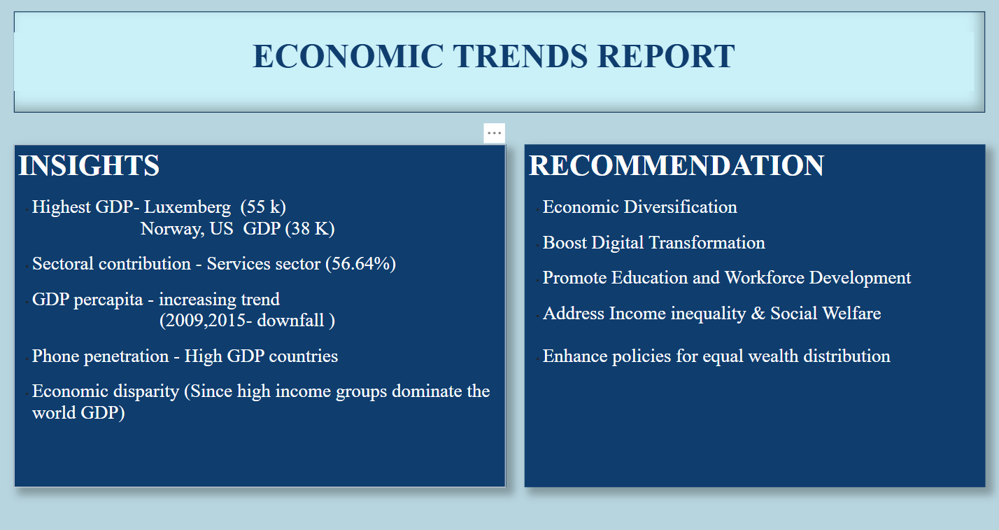 ECONOMIC TRENDS REPORT
INSIGHTS
Highest GDP- Luxemberg (55 k)
Norway, US GDP (38 K)
Sectoral contribution - Services sector (56.64%)
GDP percapita - increasing trend
(2009,2015- downfall )
Phone penetration - High GDP countries
Economic disparity (Since high income groups dominate the
world GDP)
RECOMMENDATION
Economic Diversification
Boost Digital Transformation
Promote Education and Workforce Development
Address Income inequality & Social Welfare
Enhance policies for equal wealth distribution